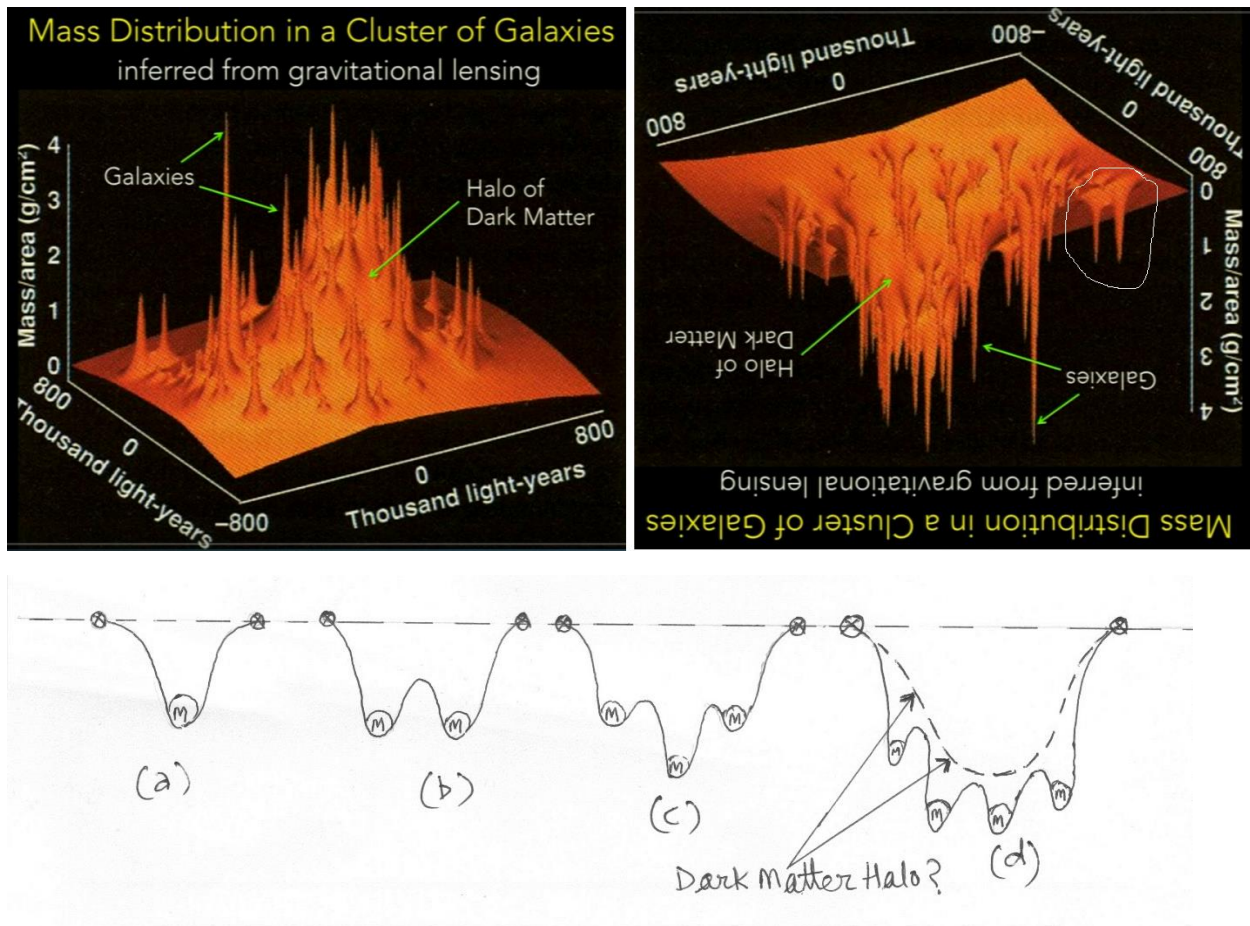 Mass Distribution in a Cluster of Galaxies
inferred from gravitational lensing
4
3
2
1
0
Mass/area (g/cm²)
Galaxies
Halo of
Dark Matter
800
0
-800
Thousand light-years
0
800
Thousand light-years
-800
0
800
Thousand light-years
800
0
Thousand light-years
0
1
2
3
4
Mass/area (g/cm²)
Halo of
Dark Matter
Galaxies
inferred from gravitational lensing
Mass Distribution in a Cluster of Galaxies
M
M M
M M M
M M M M
(a)
(b)
(c)
(d)
Dark Matter Halo?